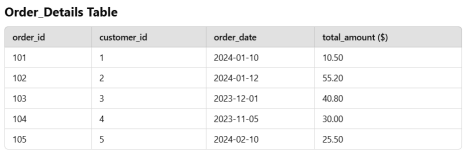 Order_Details Table
order_id customer_id order_date total_amount ($)
101 1 2024-01-10 10.50
102 2 2024-01-12 55.20
103 3 2023-12-01 40.80
104 4 2023-11-05 30.00
105 5 2024-02-10 25.50